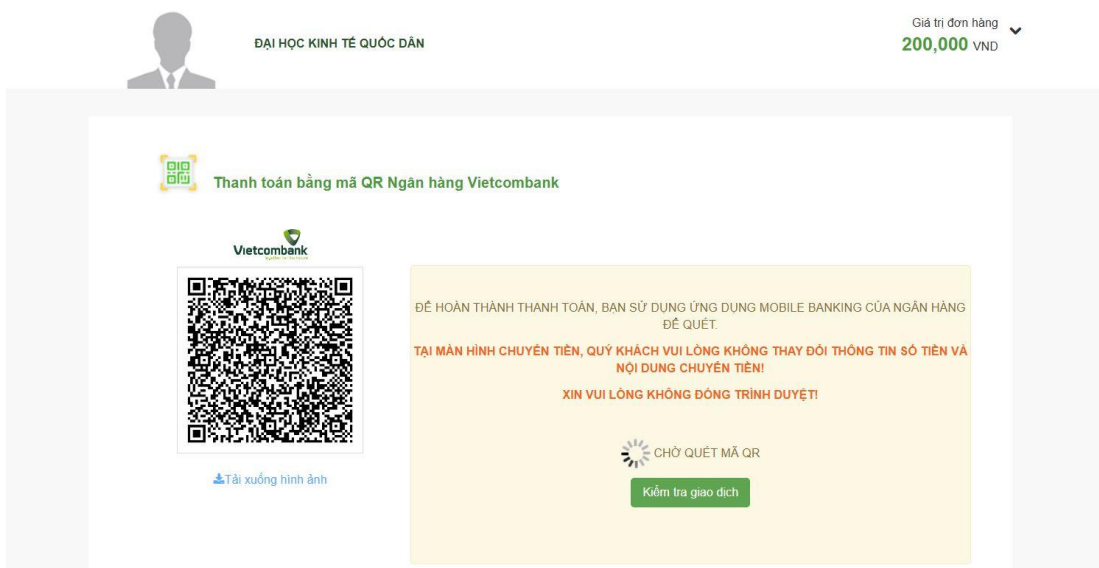 ĐẠI HỌC KINH TẾ QUỐC DÂN
Giá trị đơn hàng
200,000 VND
Thanh toán bằng mã QR Ngân hàng Vietcombank
Vietcombank
ĐỂ HOÀN THÀNH THANH TOÁN, BẠN SỬ DỤNG ỨNG DỤNG MOBILE BANKING CỦA NGÂN HÀNG
ĐỂ QUÉT.
TẠI MÀN HÌNH CHUYỂN TIỀN, QUÝ KHÁCH VUI LÒNG KHÔNG THAY ĐỔI THÔNG TIN SỐ TIỀN VÀ
NỘI DUNG CHUYỂN TIỀN!
XIN VUI LÒNG KHÔNG ĐÓNG TRÌNH DUYỆT!
CHỜ QUÉT MÃ QR
Tải xuống hình ảnh
Kiểm tra giao dịch